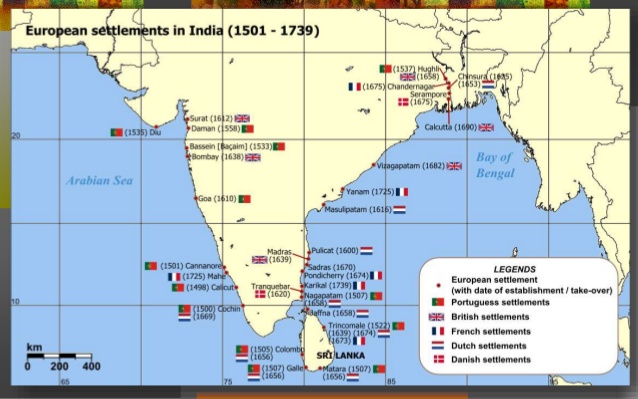 European settlements in India (1501 - 1739)
(1537) Hughli
(1658)
Chinsura (1635)
(1653)
(1675) Chandernagar
Serampore
(1675)
Calcutta (1690)
20
Surat (1612)
Daman (1558)
(1535) Diu
Bassein [Baçaim] (1533)
Bombay (1638)
Vizagapatam (1682)
Bay of
Bengal
Arabian Sea
Goa (1610)
Yanam (1725)
Masulipatam (1616)
Madras
(1639)
Pulicat (1600)
Sadras (1670)
(1501) Cannanore
(1725) Mahe
(1498) Calicut
Pondicherry (1674)
Tranquebar
(1620)
Karikal (1739)
Nagapatam (1507)
(1658)
10
(1500) Cochin
(1669)
Jaffna (1658)
Trincomale (1522)
(1639) (1674)
(1673)
(1505) Colombo
(1656)
SRI LANKA
(1507) Galle
(1656)
Matara (1507)
(1656)
km
0 200 400
65 75 85 95
LEGENDS
European settlement
(with date of establishment / take-over)
Portuguess settlements
British settlements
French settlements
Dutch settlements
Danish settlements